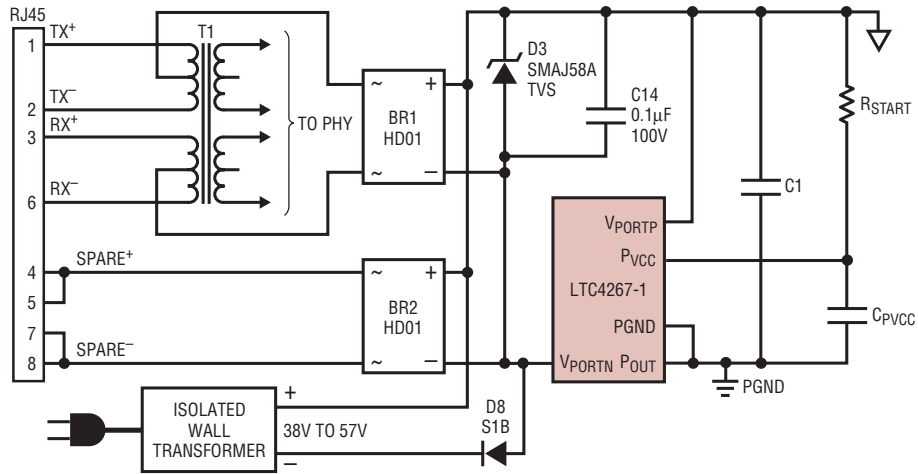 RJ45
1
TX+
2
TX−
3
RX+
6
RX−
4
SPARE+
5
7
8
SPARE−
T1
TO PHY
~ +
BR1
HD01
~ −
~ +
BR2
HD01
~ −
D3
SMAJ58A
TVS
C14
0.1µF
100V
C1
RSTART
VPORTP
PVCC
LTC4267-1
PGND
VPORTN POUT
CPVCC
PGND
ISOLATED
WALL
TRANSFORMER
+
38V TO 57V
−
D8
S1B